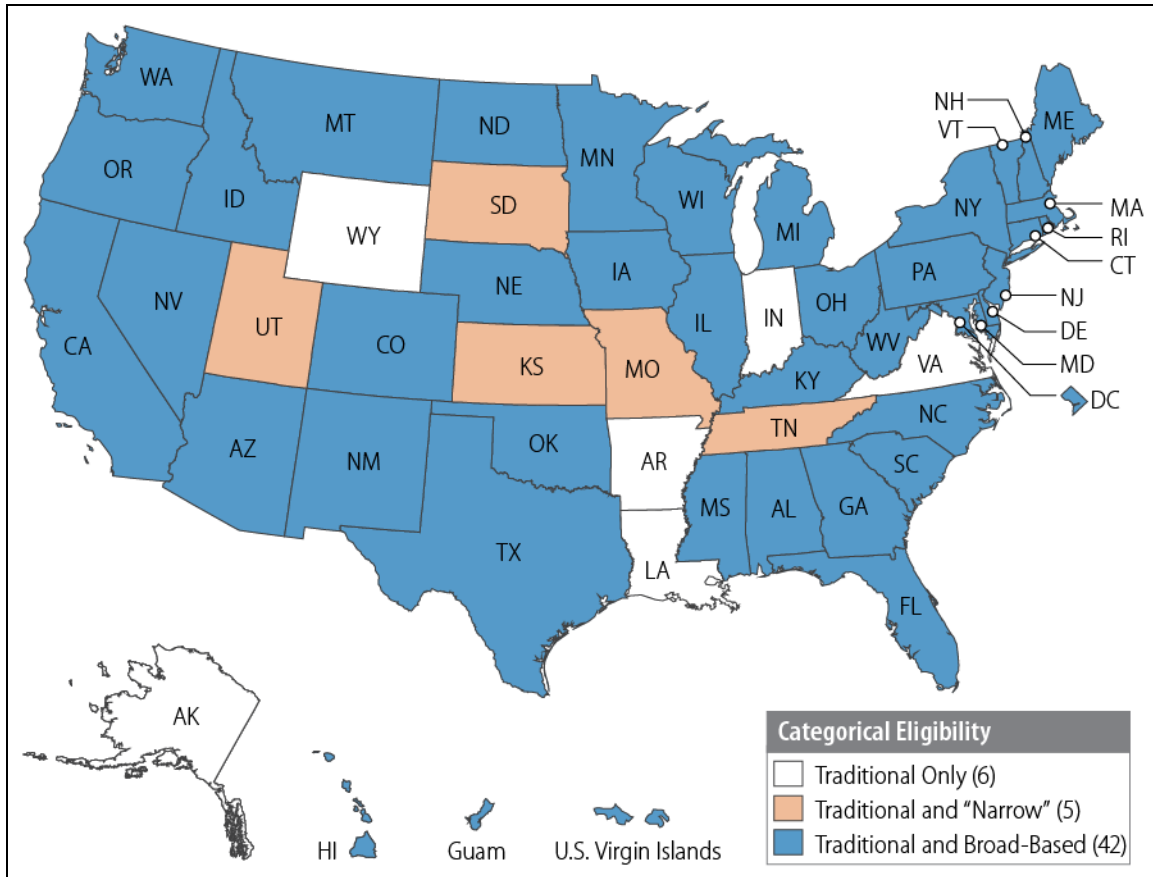 WA
MT
ND
MN
NH
VT
ME
OR
ID
SD
WI
NY
MA
WY
MI
RI
CT
IA
PA
NE
NJ
NV
OH
IN
IL
DE
UT
CA
CO
WV
MD
VA
KS
MO
KY
DC
TN
NC
AZ
OK
NM
AR
SC
MS
AL
GA
TX
LA
FL
AK
HI
Guam
U.S. Virgin Islands
Categorical Eligibility
Traditional Only (6)
Traditional and “Narrow” (5)
Traditional and Broad-Based (42)